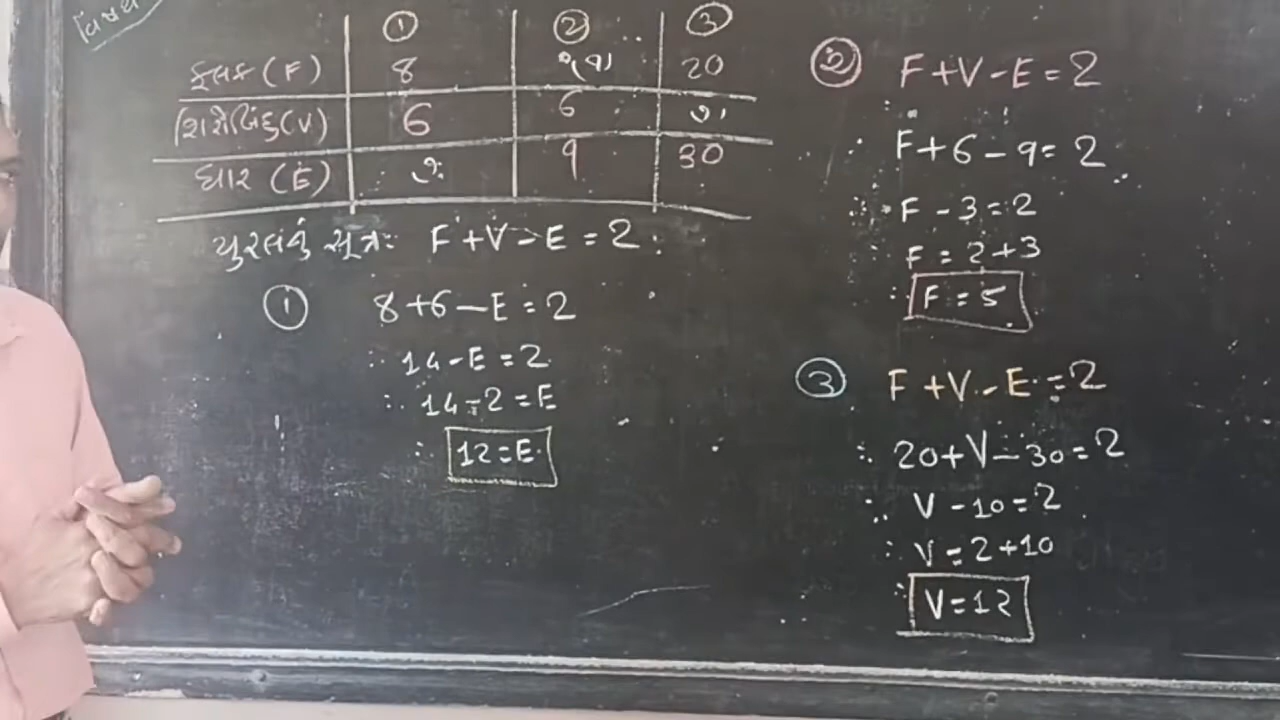 વિષય
① ② ③
ફલક (F) 8 ? 20
શિરોબિંદુ (V) 6 6 ?
ધાર (E) ? 9 30
યુલરનું સૂત્ર: F + V - E = 2
① 8 + 6 - E = 2
∴ 14 - E = 2
∴ 14 - 2 = E
∴ 12 = E
② F + V - E = 2
∴ F + 6 - 9 = 2
∴ F - 3 = 2
∴ F = 2 + 3
∴ F = 5
③ F + V - E = 2
∴ 20 + V - 30 = 2
∴ V - 10 = 2
∴ V = 2 + 10
∴ V = 12